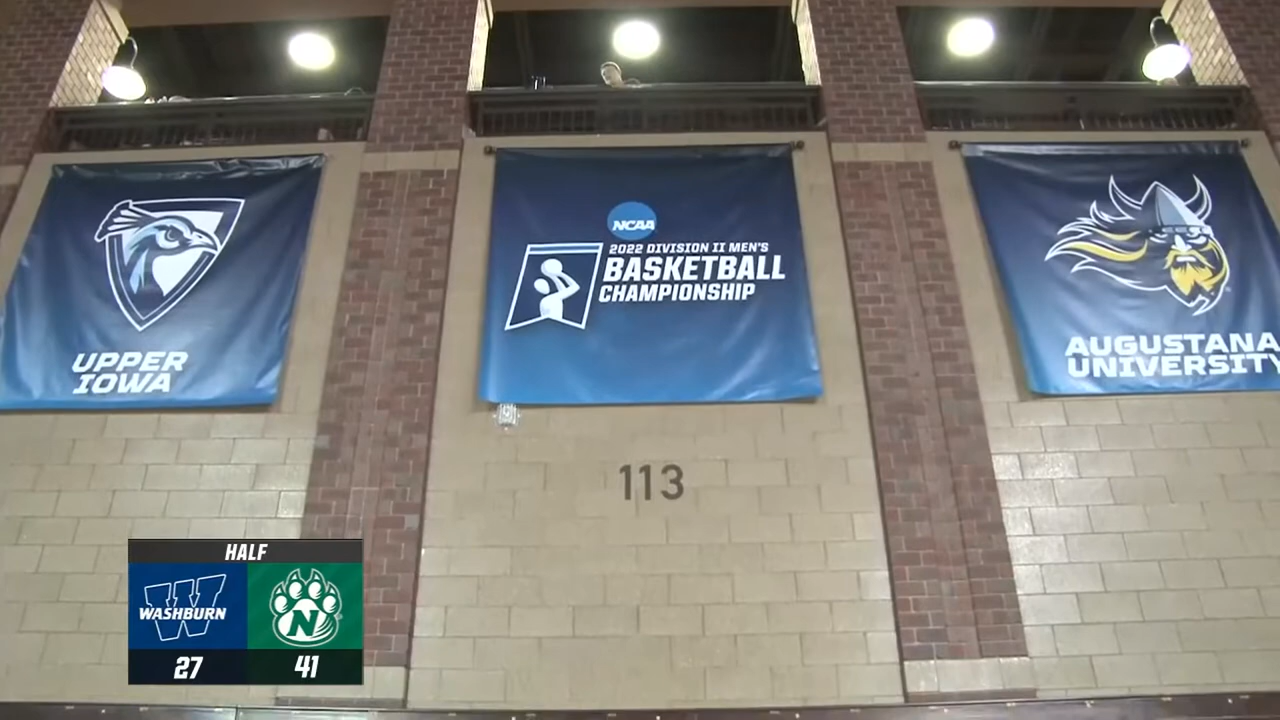 UPPER
IOWA
NCAA
2022 DIVISION II MEN'S
BASKETBALL
CHAMPIONSHIP
AUGUSTANA
UNIVERSITY
113
HALF
W
WASHBURN
N
27
41